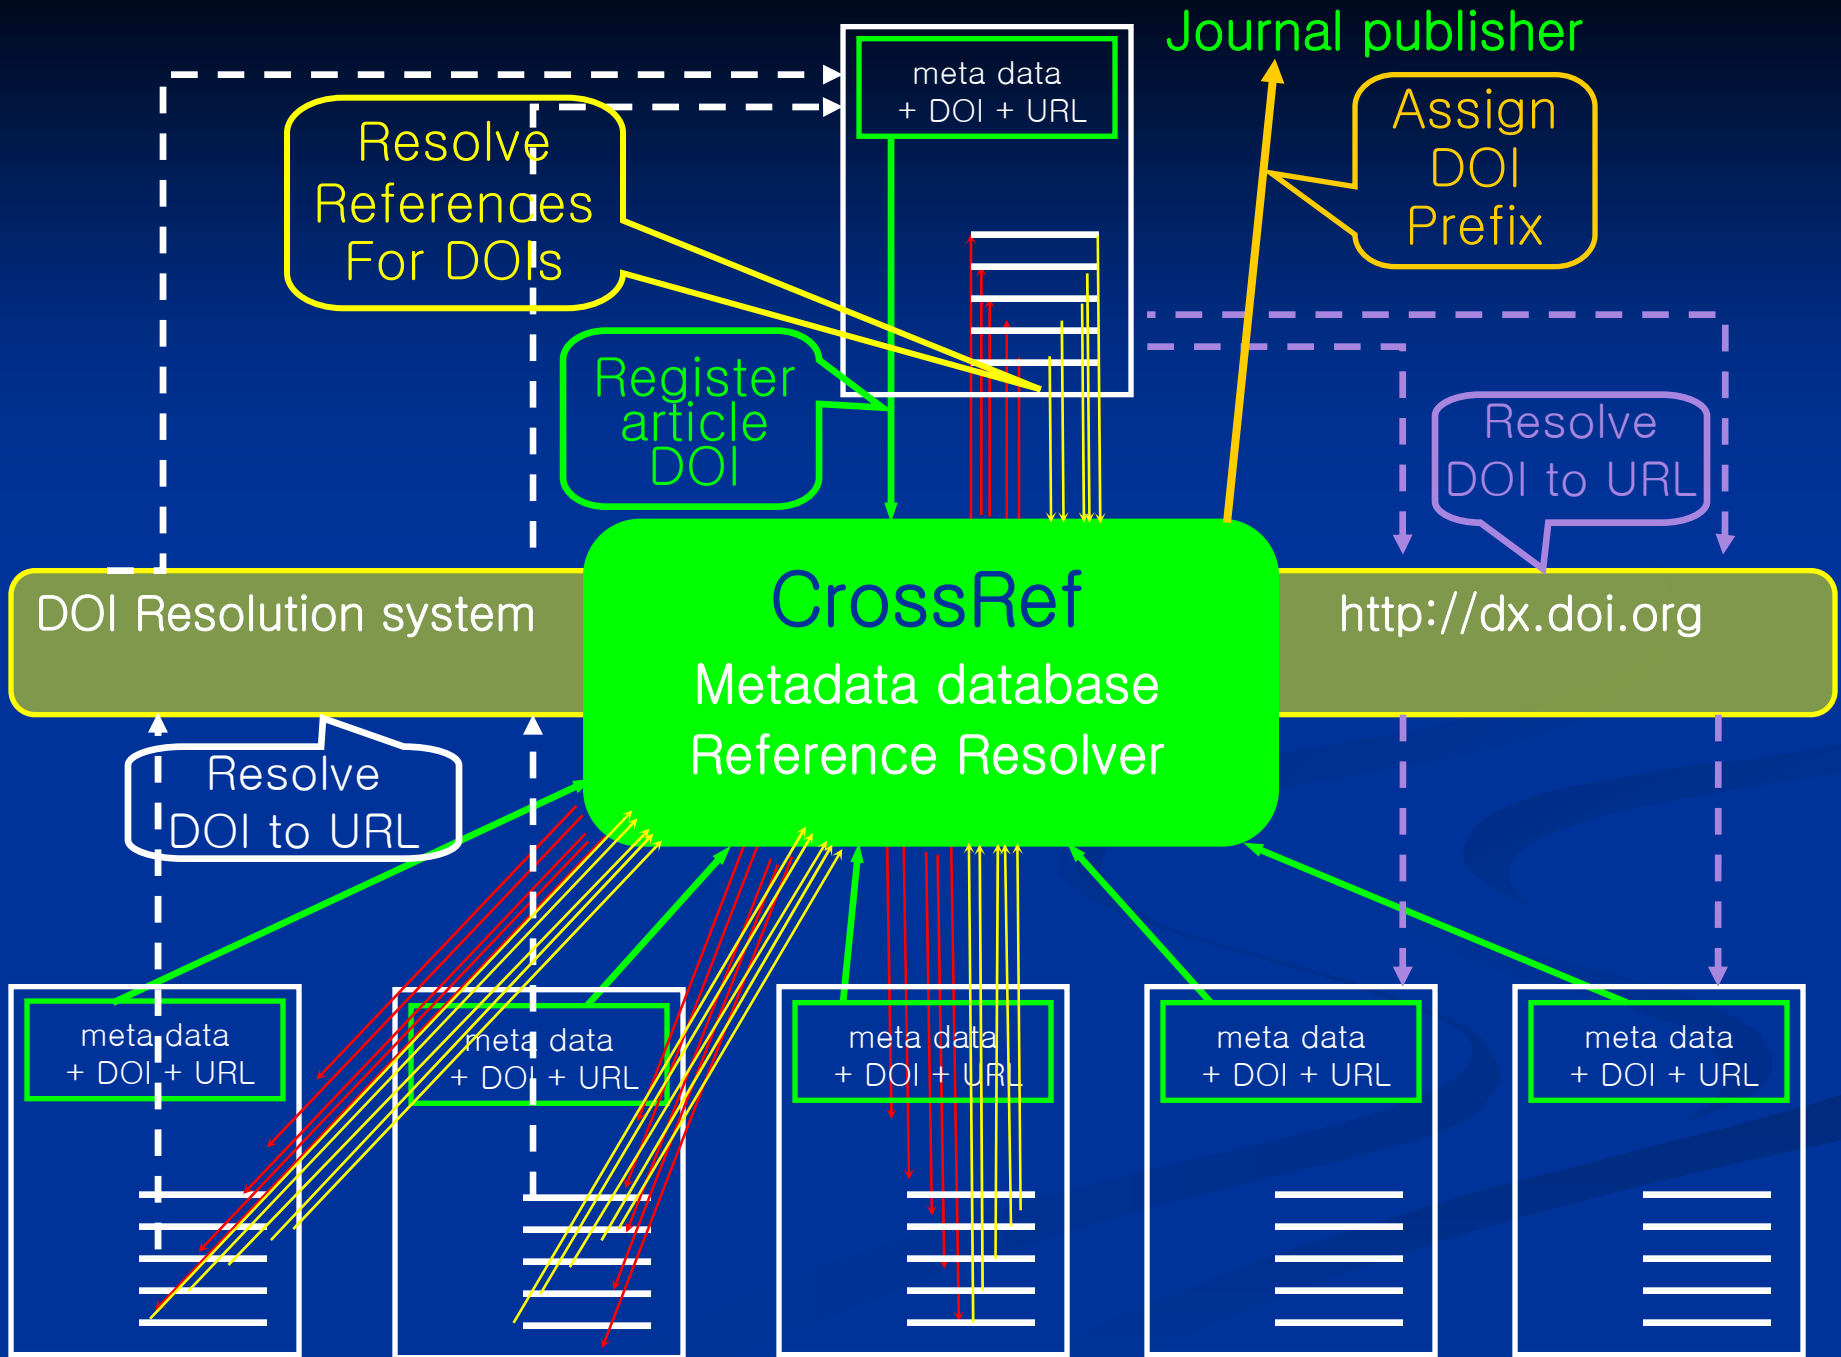 Journal publisher
meta data
+ DOI + URL
Resolve
References
For DOIs
Assign
DOI
Prefix
Register
article
DOI
Resolve
DOI to URL
DOI Resolution system
CrossRef
Metadata database
Reference Resolver
http://dx.doi.org
Resolve
DOI to URL
meta data
+ DOI + URL
meta data
+ DOI + URL
meta data
+ DOI + URL
meta data
+ DOI + URL
meta data
+ DOI + URL